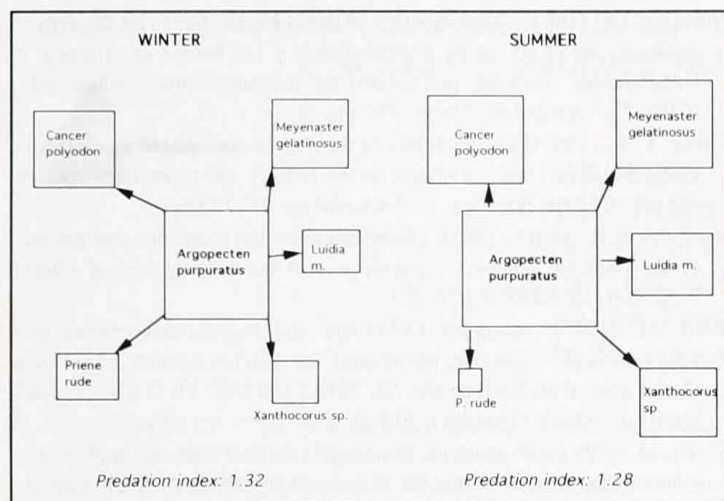 WINTER
Cancer
polyodon
Meyenaster
gelatinosus
Argopecten
purpuratus
Luidia
m.
Priene
rude
Xanthocorus sp.
Predation index: 1.32
SUMMER
Cancer
polyodon
Meyenaster
gelatinosus
Argopecten
purpuratus
Luidia m.
P. rude
Xanthocorus
sp.
Predation index: 1.28